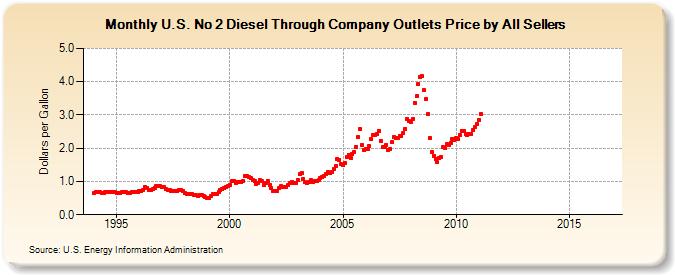 Monthly U.S. No 2 Diesel Through Company Outlets Price by All Sellers
Dollars per Gallon
5.0
4.0
3.0
2.0
1.0
0.0
1995 2000 2005 2010 2015
Source: U.S. Energy Information Administration